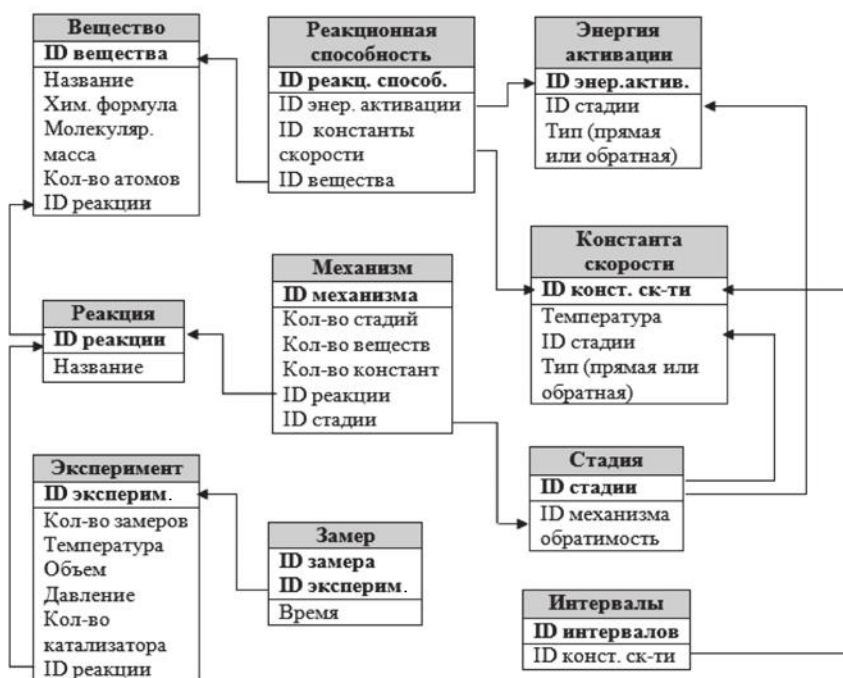 Вещество
ID вещества
Название
Хим. формула
Молекуляр.
масса
Кол-во атомов
ID реакции
Реакционная
способность
ID реакц. способ.
ID энер. активации
ID константы
скорости
ID вещества
Энергия
активации
ID энер.актив.
ID стадии
Тип (прямая
или обратная)
Константа
скорости
ID конст. ск-ти
Температура
ID стадии
Тип (прямая или
обратная)
Механизм
ID механизма
Кол-во стадий
Кол-во веществ
Кол-во констант
ID реакции
ID стадии
Реакция
ID реакции
Название
Эксперимент
ID эксперим.
Кол-во замеров
Температура
Объем
Давление
Кол-во
катализатора
ID реакции
Замер
ID замера
ID эксперим.
Время
Стадия
ID стадии
ID механизма
обратимость
Интервалы
ID интервалов
ID конст. ск-ти